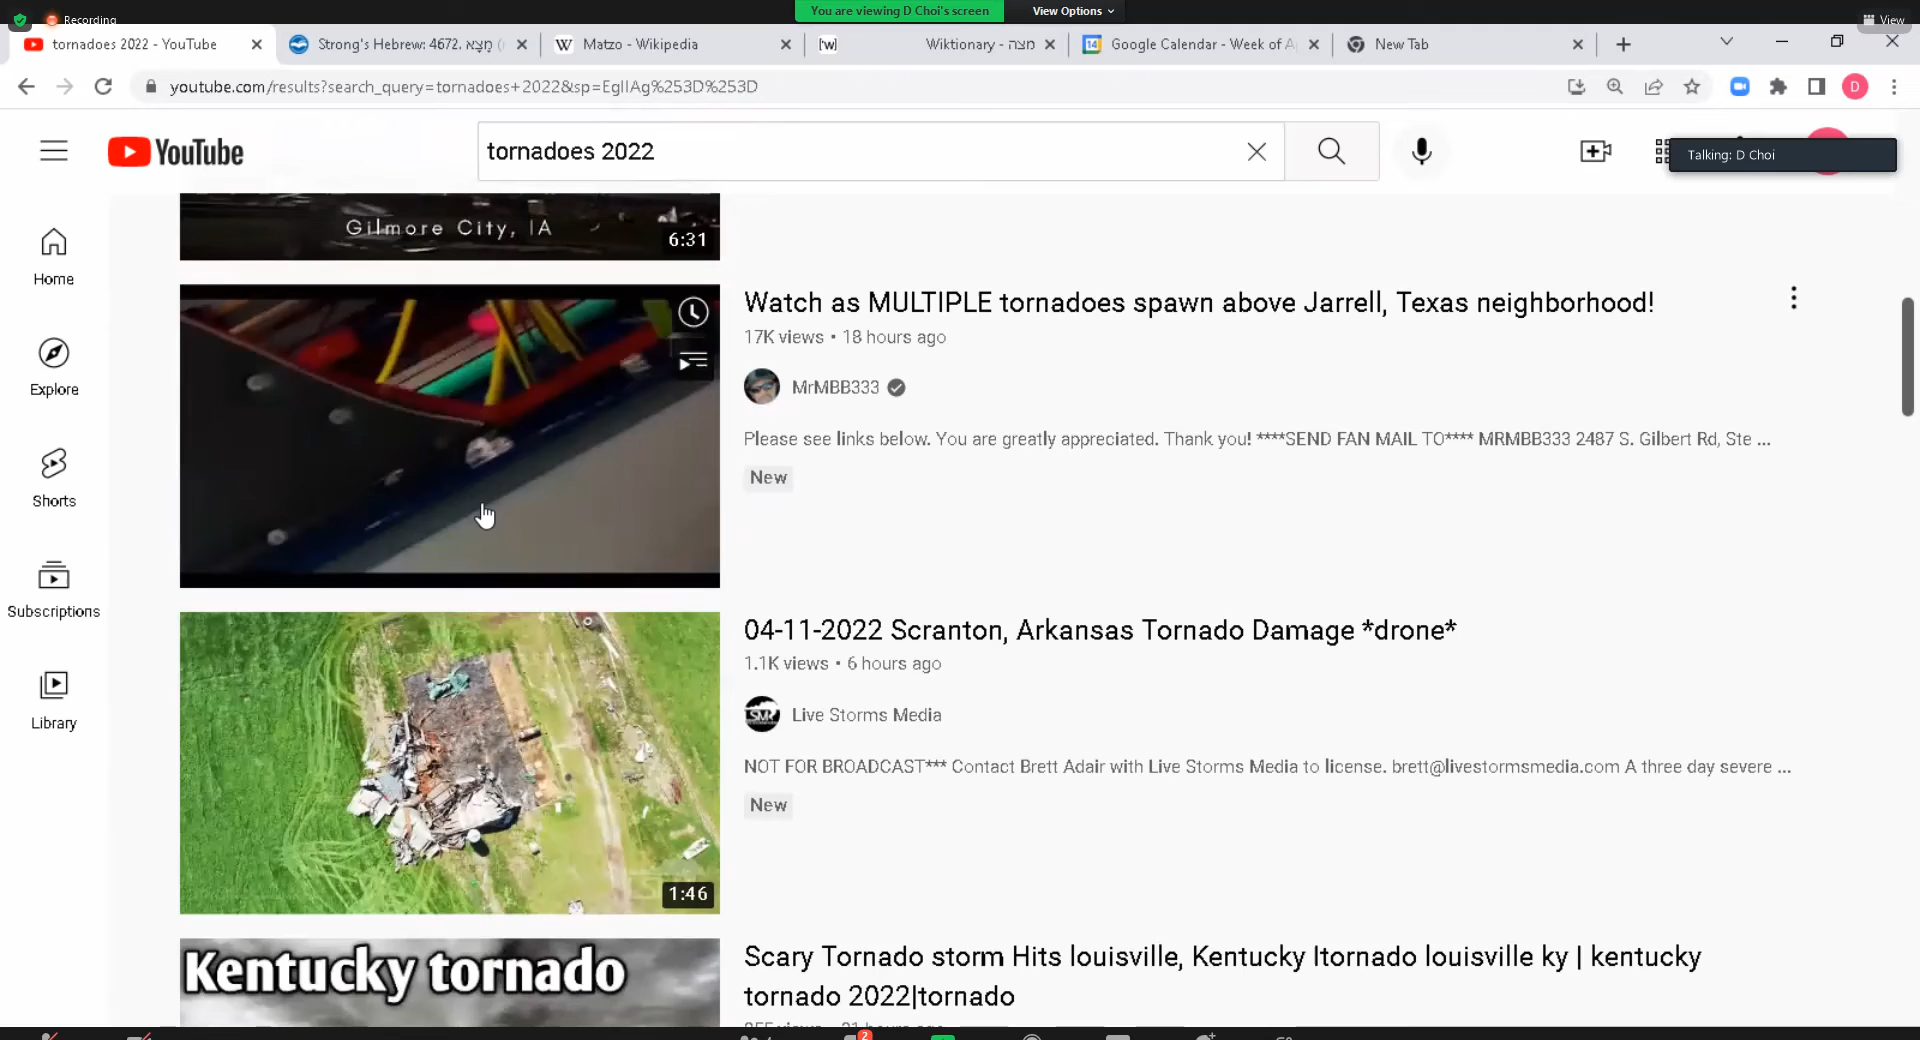 Recording
You are viewing D Choi's screen
View Options
View
tornadoes 2022 - YouTube
Strong's Hebrew: 4672. מָצָא (
Matzo - Wikipedia
['w]
Wiktionary - מצה
Google Calendar - Week of A
New Tab
youtube.com/results?search_query=tornadoes+2022&sp=EgIIAg%253D%253D
D
YouTube
tornadoes 2022
Talking: D Choi
Home
Explore
Shorts
Subscriptions
Library
Gilmore City, IA
6:31
Watch as MULTIPLE tornadoes spawn above Jarrell, Texas neighborhood!
17K views • 18 hours ago
MrMBB333
Please see links below. You are greatly appreciated. Thank you! ****SEND FAN MAIL TO**** MRMBB333 2487 S. Gilbert Rd, Ste ...
New
04-11-2022 Scranton, Arkansas Tornado Damage *drone*
1.1K views • 6 hours ago
Live Storms Media
NOT FOR BROADCAST*** Contact Brett Adair with Live Storms Media to license. brett@livestormsmedia.com A three day severe ...
New
1:46
Kentucky tornado
Scary Tornado storm Hits louisville, Kentucky Itornado louisville ky | kentucky
tornado 2022|tornado
2